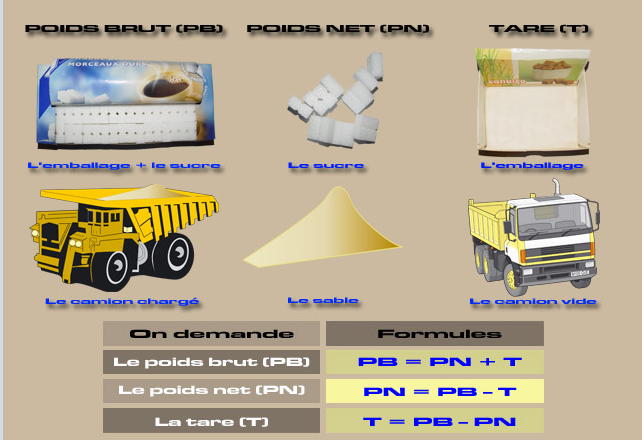 POIDS BRUT (PB) POIDS NET (PN) TARE (T)
MORCEAUX DURS
L'emballage + le sucre Le sucre L'emballage
Le camion chargé Le sable Le camion vide
On demande Formules
Le poids brut (PB) PB = PN + T
Le poids net (PN) PN = PB - T
La tare (T) T = PB - PN